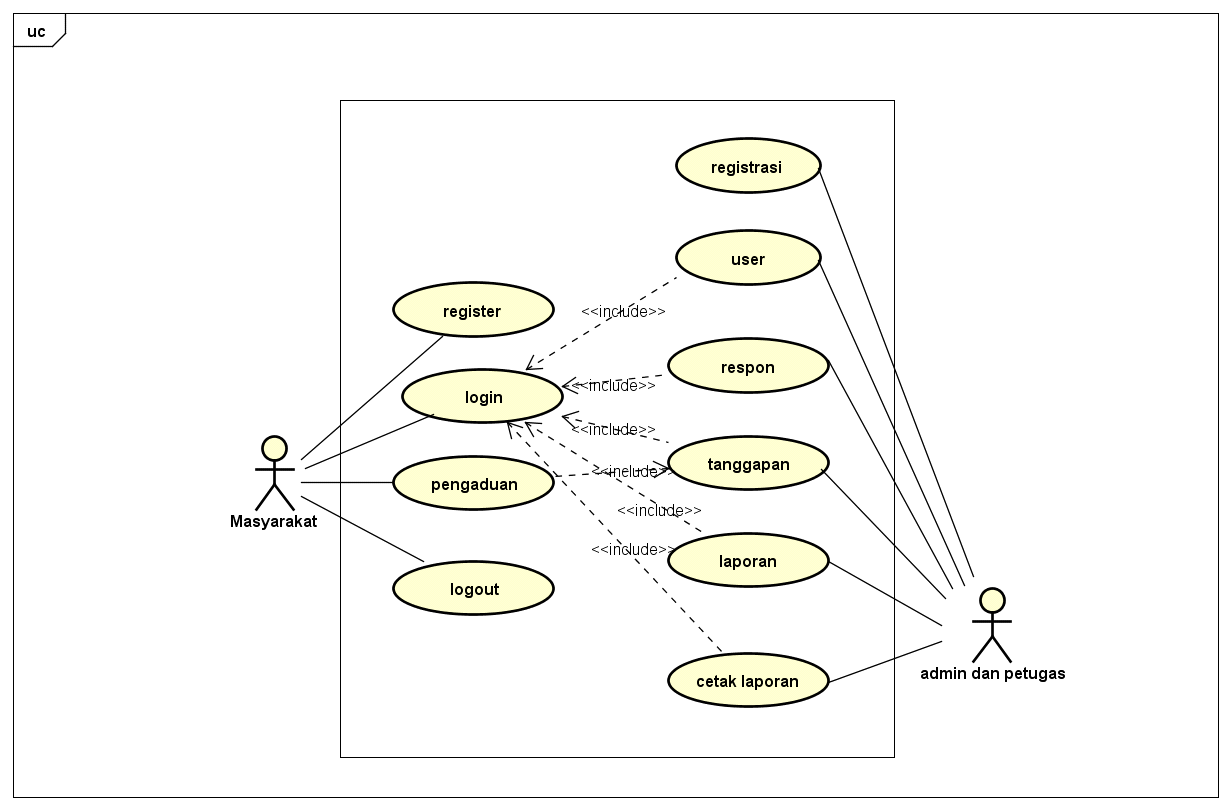 uc
registrasi
user
<<include>>
register
respon
<<include>>
login
<<include>>
tanggapan
<<include>>
pengaduan
Masyarakat
<<include>>
<<include>>
laporan
logout
admin dan petugas
cetak laporan